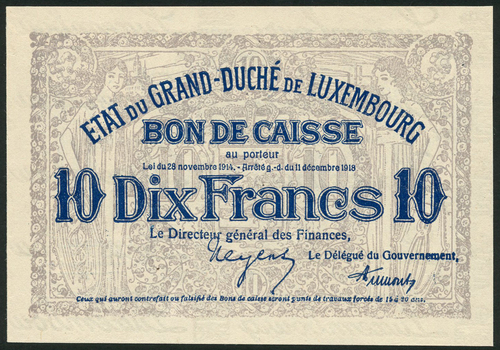 ETAT DU GRAND-DUCHÉ DE LUXEMBOURG
BON DE CAISSE
au porteur
Loi du 28 novembre 1914. - Arrêté g.-d. du 11 décembre 1918
10 DIX FRANCS 10
Le Directeur général des Finances,
Neyens
Le Délégué du Gouvernement,
Ceux qui auront contrefait ou falsifié des Bons de caisse seront punis de travaux forcés de 15 à 20 ans.